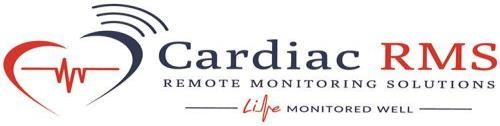 Cardiac RMS
REMOTE MONITORING SOLUTIONS
Life MONITORED WELL